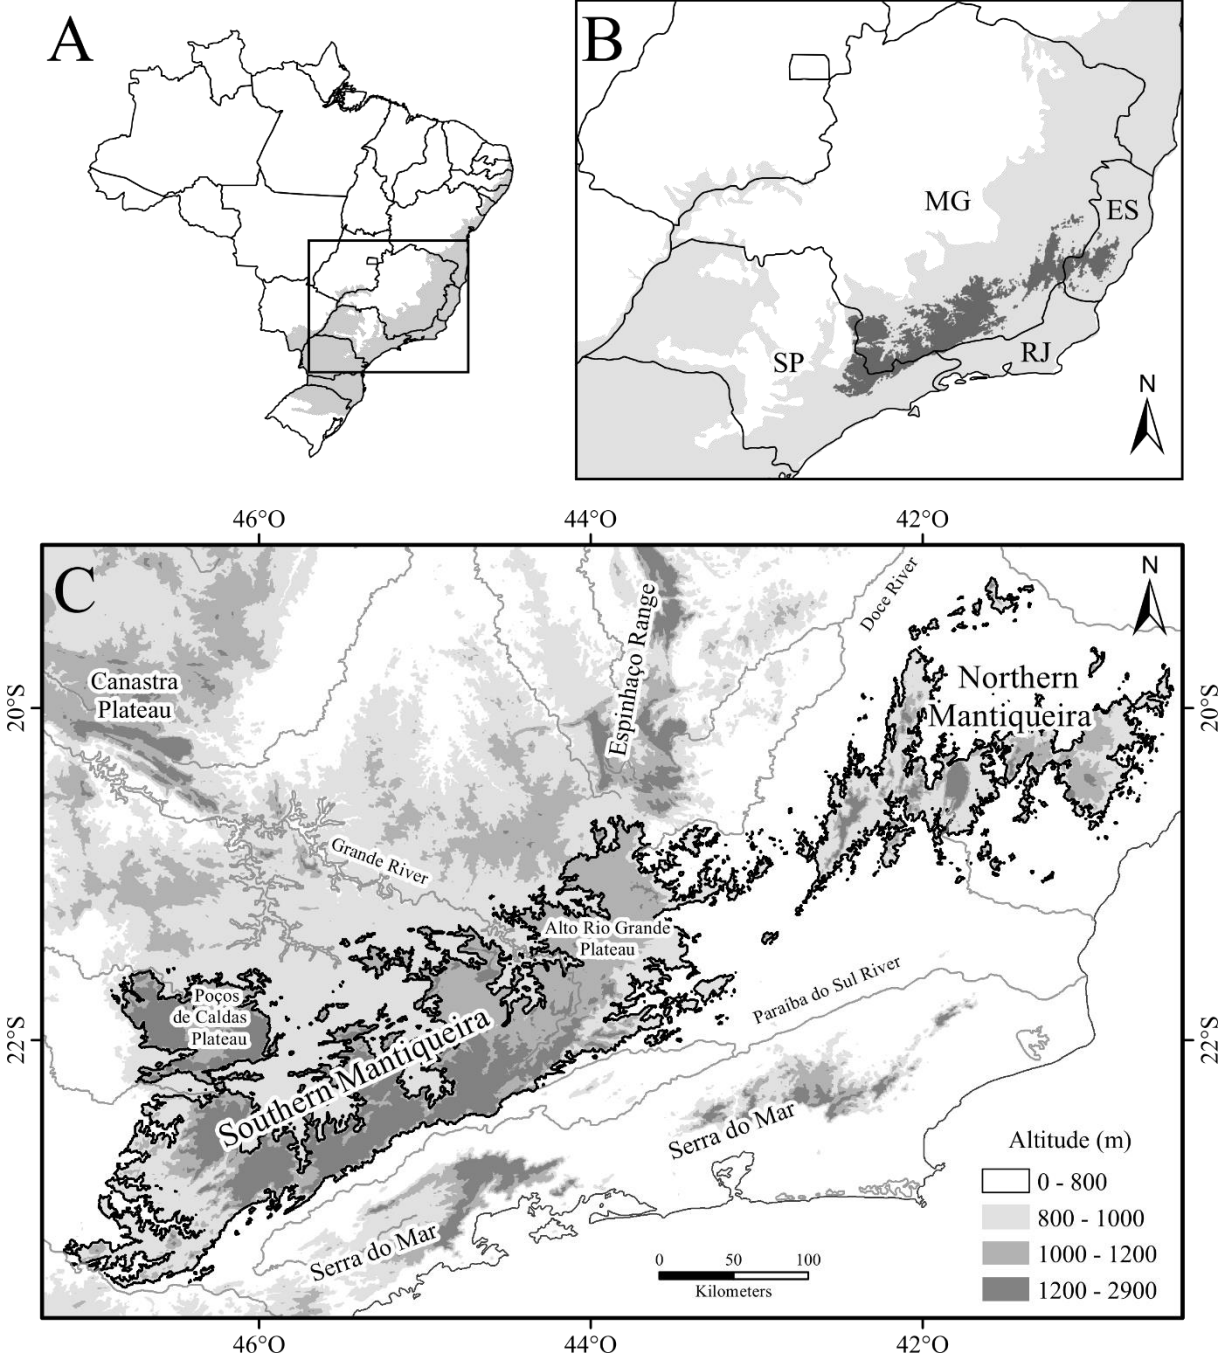 A
B
MG
ES
SP
RJ
N
46°O
44°O
42°O
C
N
Doce River
Espinhaço Range
Canastra
Plateau
Northern
Mantiqueira
20°S
20°S
Grande River
Alto Rio Grande
Plateau
Poços
de Caldas
Plateau
Paraíba do Sul River
22°S
22°S
Southern Mantiqueira
Serra do Mar
Serra do Mar
Altitude (m)
0 - 800
800 - 1000
1000 - 1200
1200 - 2900
0 50 100
Kilometers
46°O
44°O
42°O